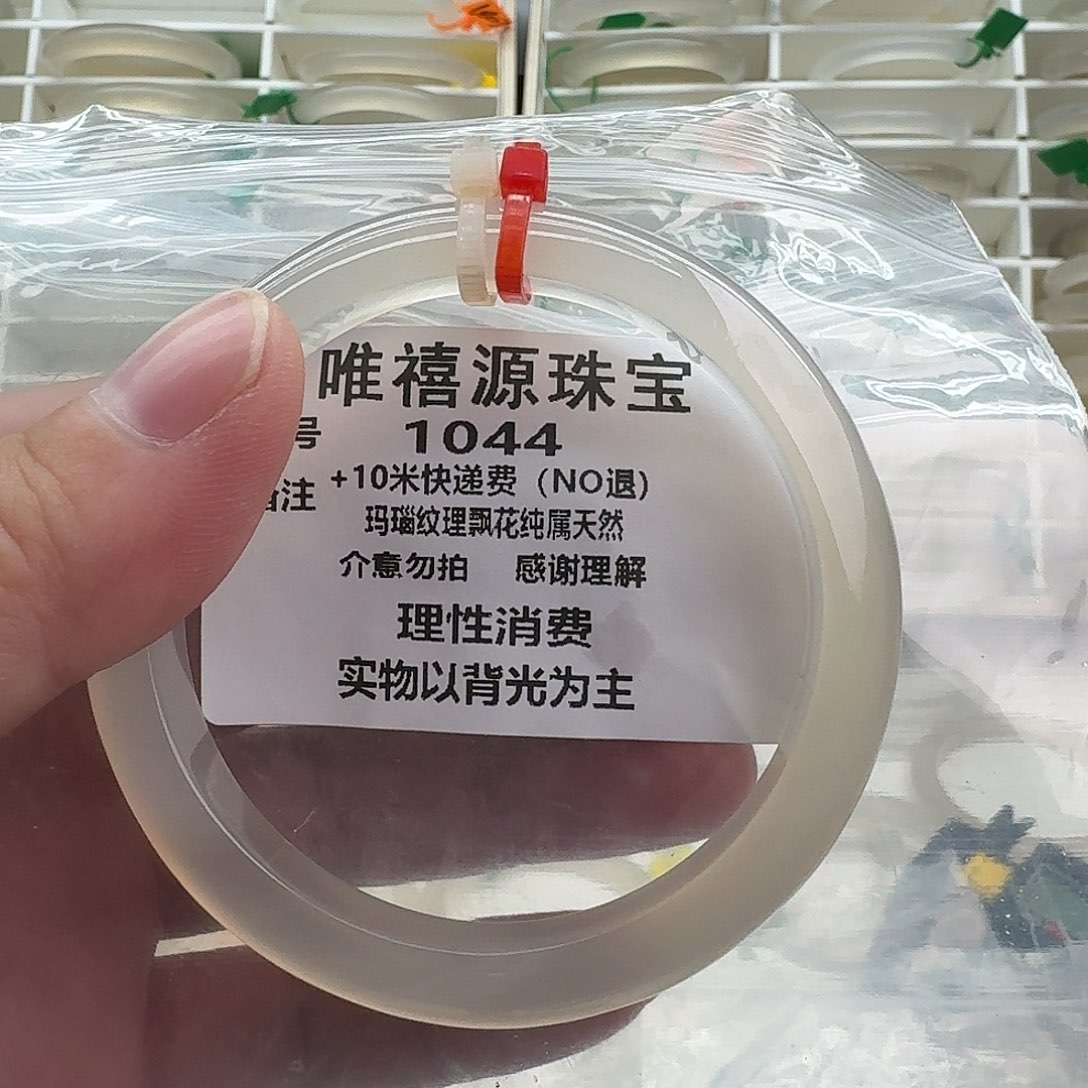 唯禧源珠宝
号 1044
注 +10米快递费（NO退）
玛瑙纹理飘花纯属天然
介意勿拍 感谢理解
理性消费
实物以背光为主